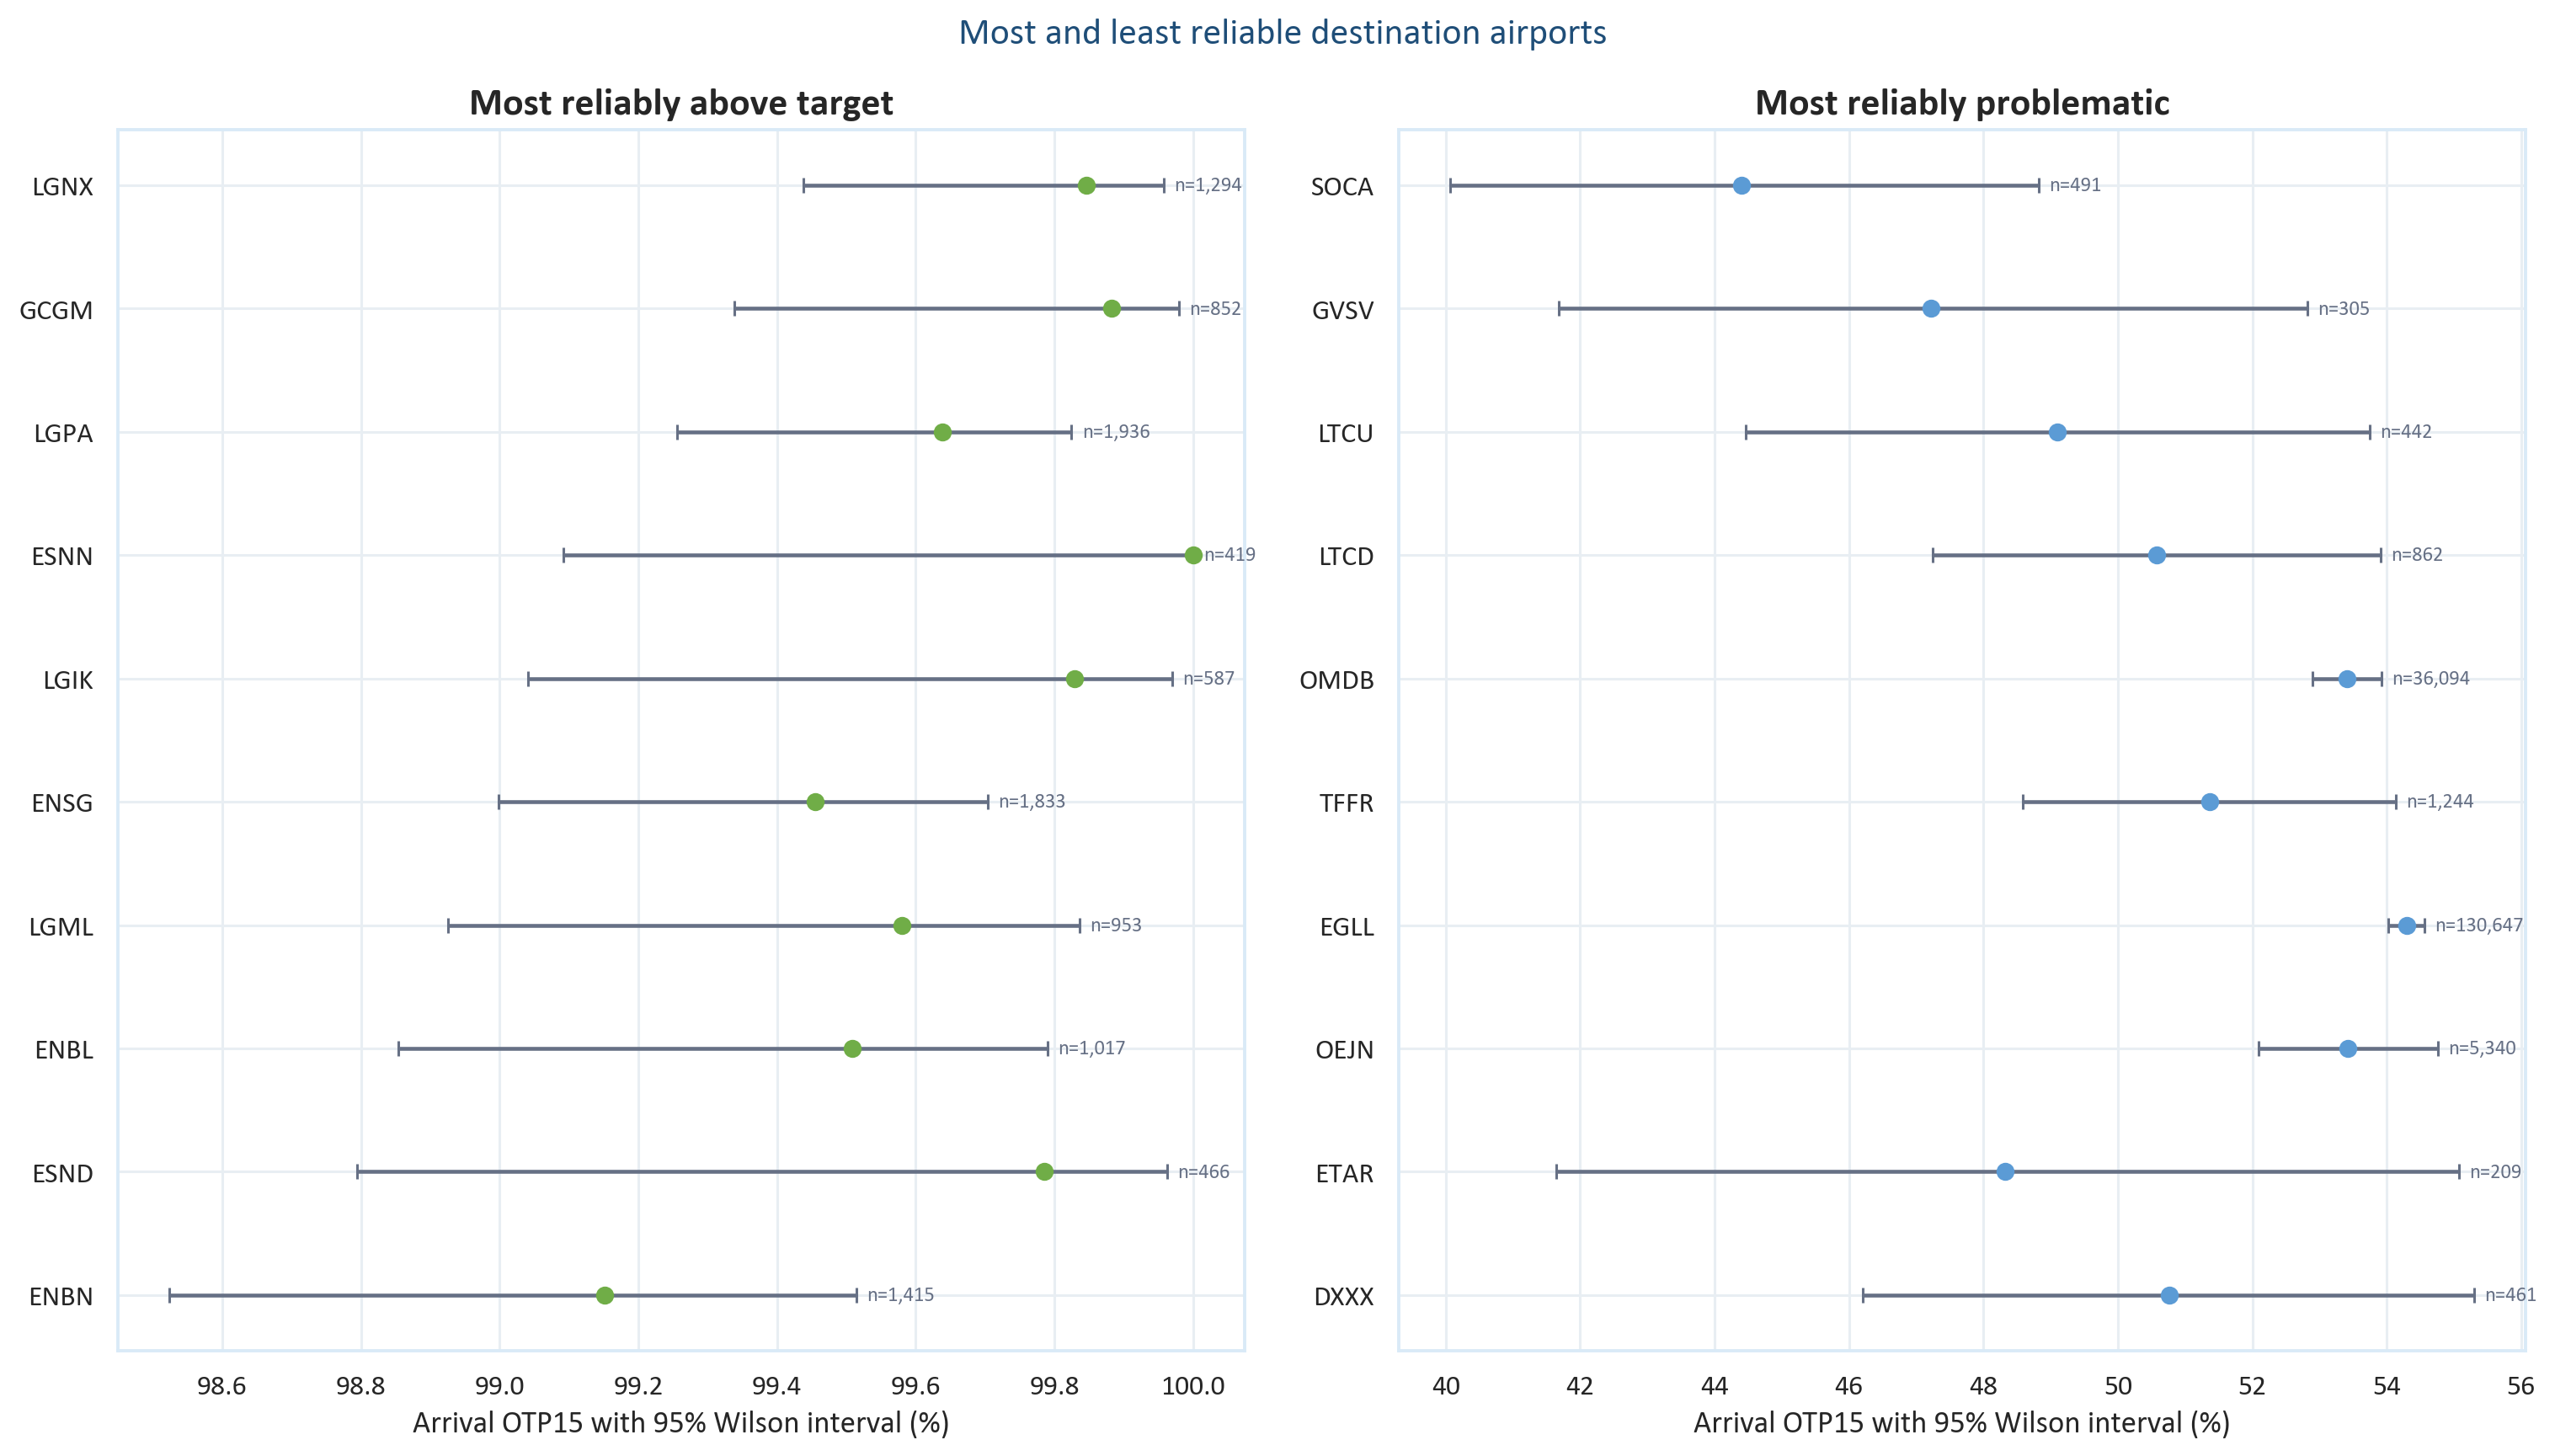 Most and least reliable destination airports
Most reliably above target
LGNX
n=1,294
GCGM
n=852
LGPA
n=1,936
ESNN
n=419
LGIK
n=587
ENSG
n=1,833
LGML
n=953
ENBL
n=1,017
ESND
n=466
ENBN
n=1,415
98.6 98.8 99.0 99.2 99.4 99.6 99.8 100.0
Arrival OTP15 with 95% Wilson interval (%)
Most reliably problematic
SOCA
n=491
GVSV
n=305
LTCU
n=442
LTCD
n=862
OMDB
n=36,094
TFFR
n=1,244
EGLL
n=130,647
OEJN
n=5,340
ETAR
n=209
DXXX
n=461
40 42 44 46 48 50 52 54 56
Arrival OTP15 with 95% Wilson interval (%)